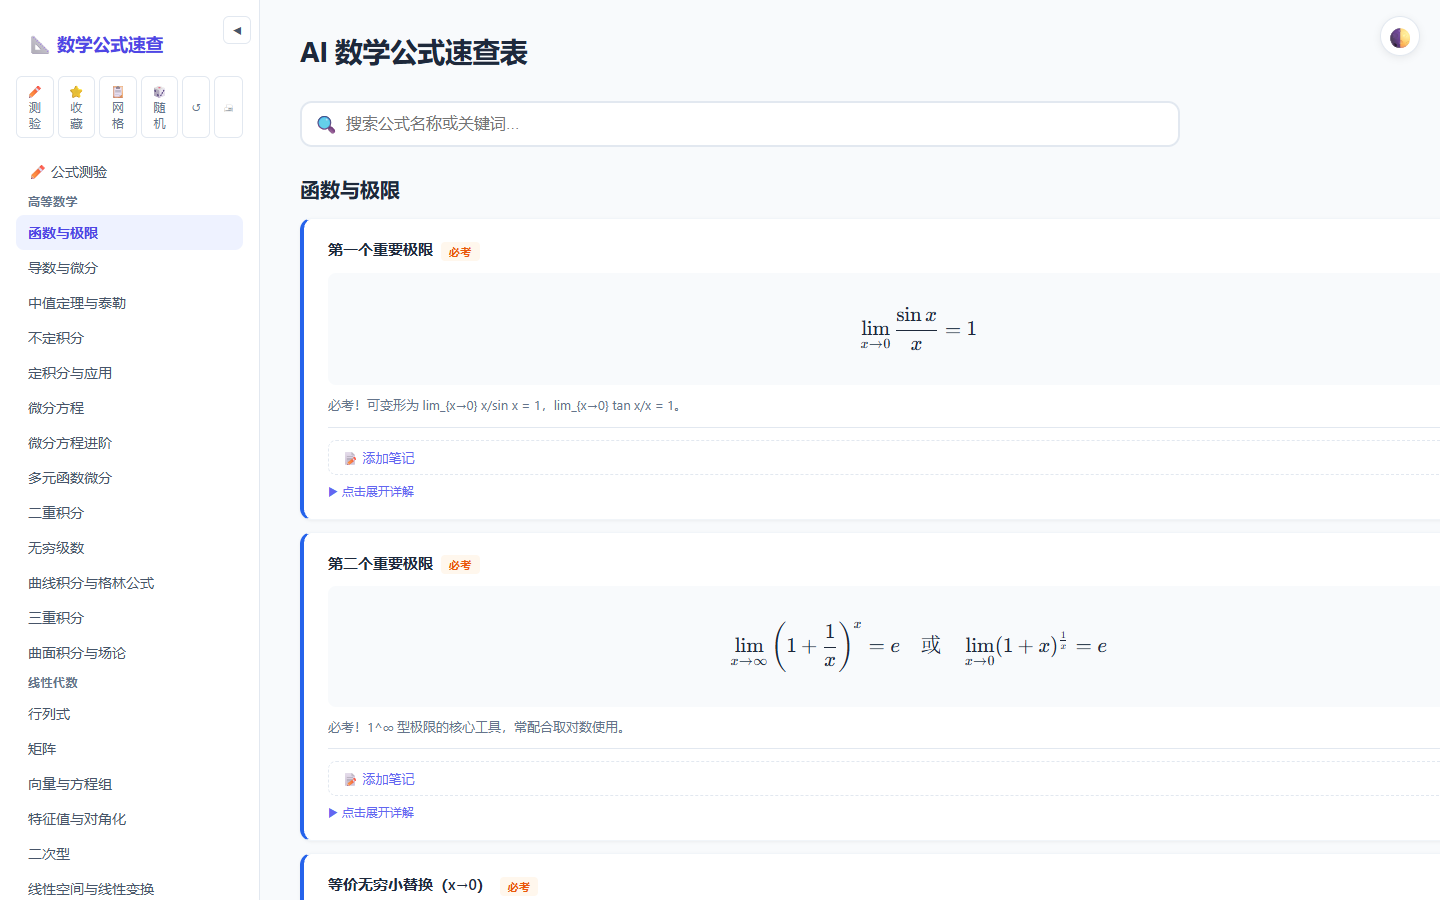 数学公式速查
◀
测验
收藏
网格
随机
↺
公式测验
高等数学
函数与极限
导数与微分
中值定理与泰勒
不定积分
定积分与应用
微分方程
微分方程进阶
多元函数微分
二重积分
无穷级数
曲线积分与格林公式
三重积分
曲面积分与场论
线性代数
行列式
矩阵
向量与方程组
特征值与对角化
二次型
线性空间与线性变换
AI 数学公式速查表
搜索公式名称或关键词...
函数与极限
第一个重要极限 必考
lim_{x→0} \frac{sin x}{x} = 1
必考！可变形为 lim_{x→0} x/sin x = 1，lim_{x→0} tan x/x = 1。
添加笔记
▶ 点击展开详解
第二个重要极限 必考
lim_{x→∞} (1 + \frac{1}{x})^x = e 或 lim_{x→0} (1 + x)^{\frac{1}{x}} = e
必考！1^∞ 型极限的核心工具，常配合取对数使用。
添加笔记
▶ 点击展开详解
等价无穷小替换（x→0） 必考